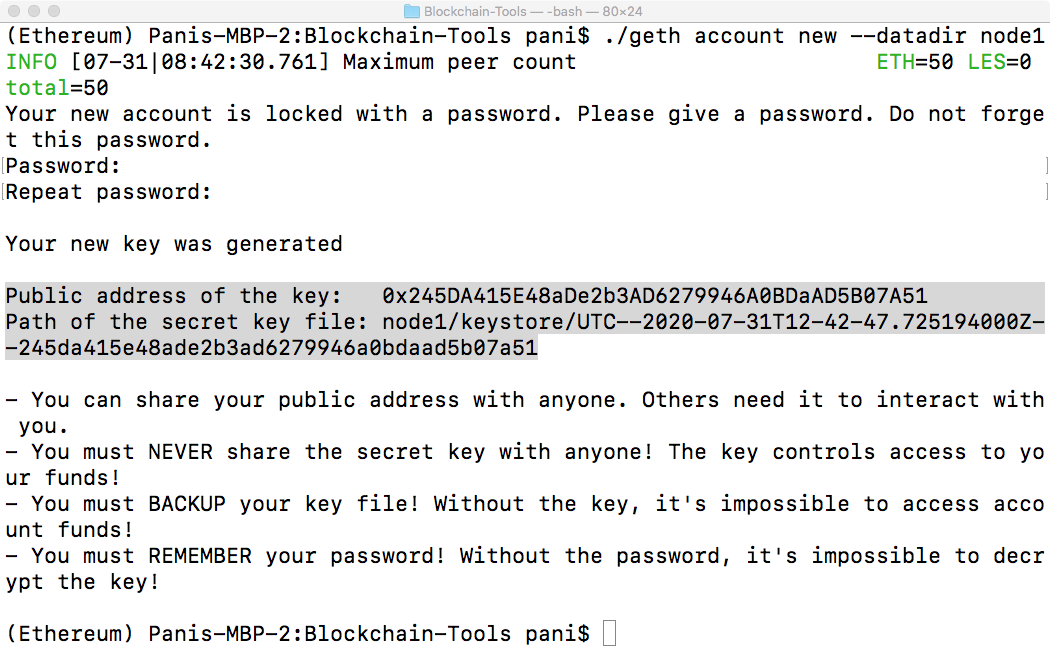 Blockchain-Tools — -bash — 80×24
(Ethereum) Panis-MBP-2:Blockchain-Tools pani$ ./geth account new --datadir node1
INFO [07-31|08:42:30.761] Maximum peer count                       ETH=50 LES=0
total=50
Your new account is locked with a password. Please give a password. Do not forge
t this password.
Password:
Repeat password:
Your new key was generated
Public address of the key:   0x245DA415E48aDe2b3AD6279946A0BDaAD5B07A51
Path of the secret key file: node1/keystore/UTC--2020-07-31T12-42-47.725194000Z-
-245da415e48ade2b3ad6279946a0bdaad5b07a51
- You can share your public address with anyone. Others need it to interact with
 you.
- You must NEVER share the secret key with anyone! The key controls access to yo
ur funds!
- You must BACKUP your key file! Without the key, it's impossible to access acco
unt funds!
- You must REMEMBER your password! Without the password, it's impossible to decr
ypt the key!
(Ethereum) Panis-MBP-2:Blockchain-Tools pani$